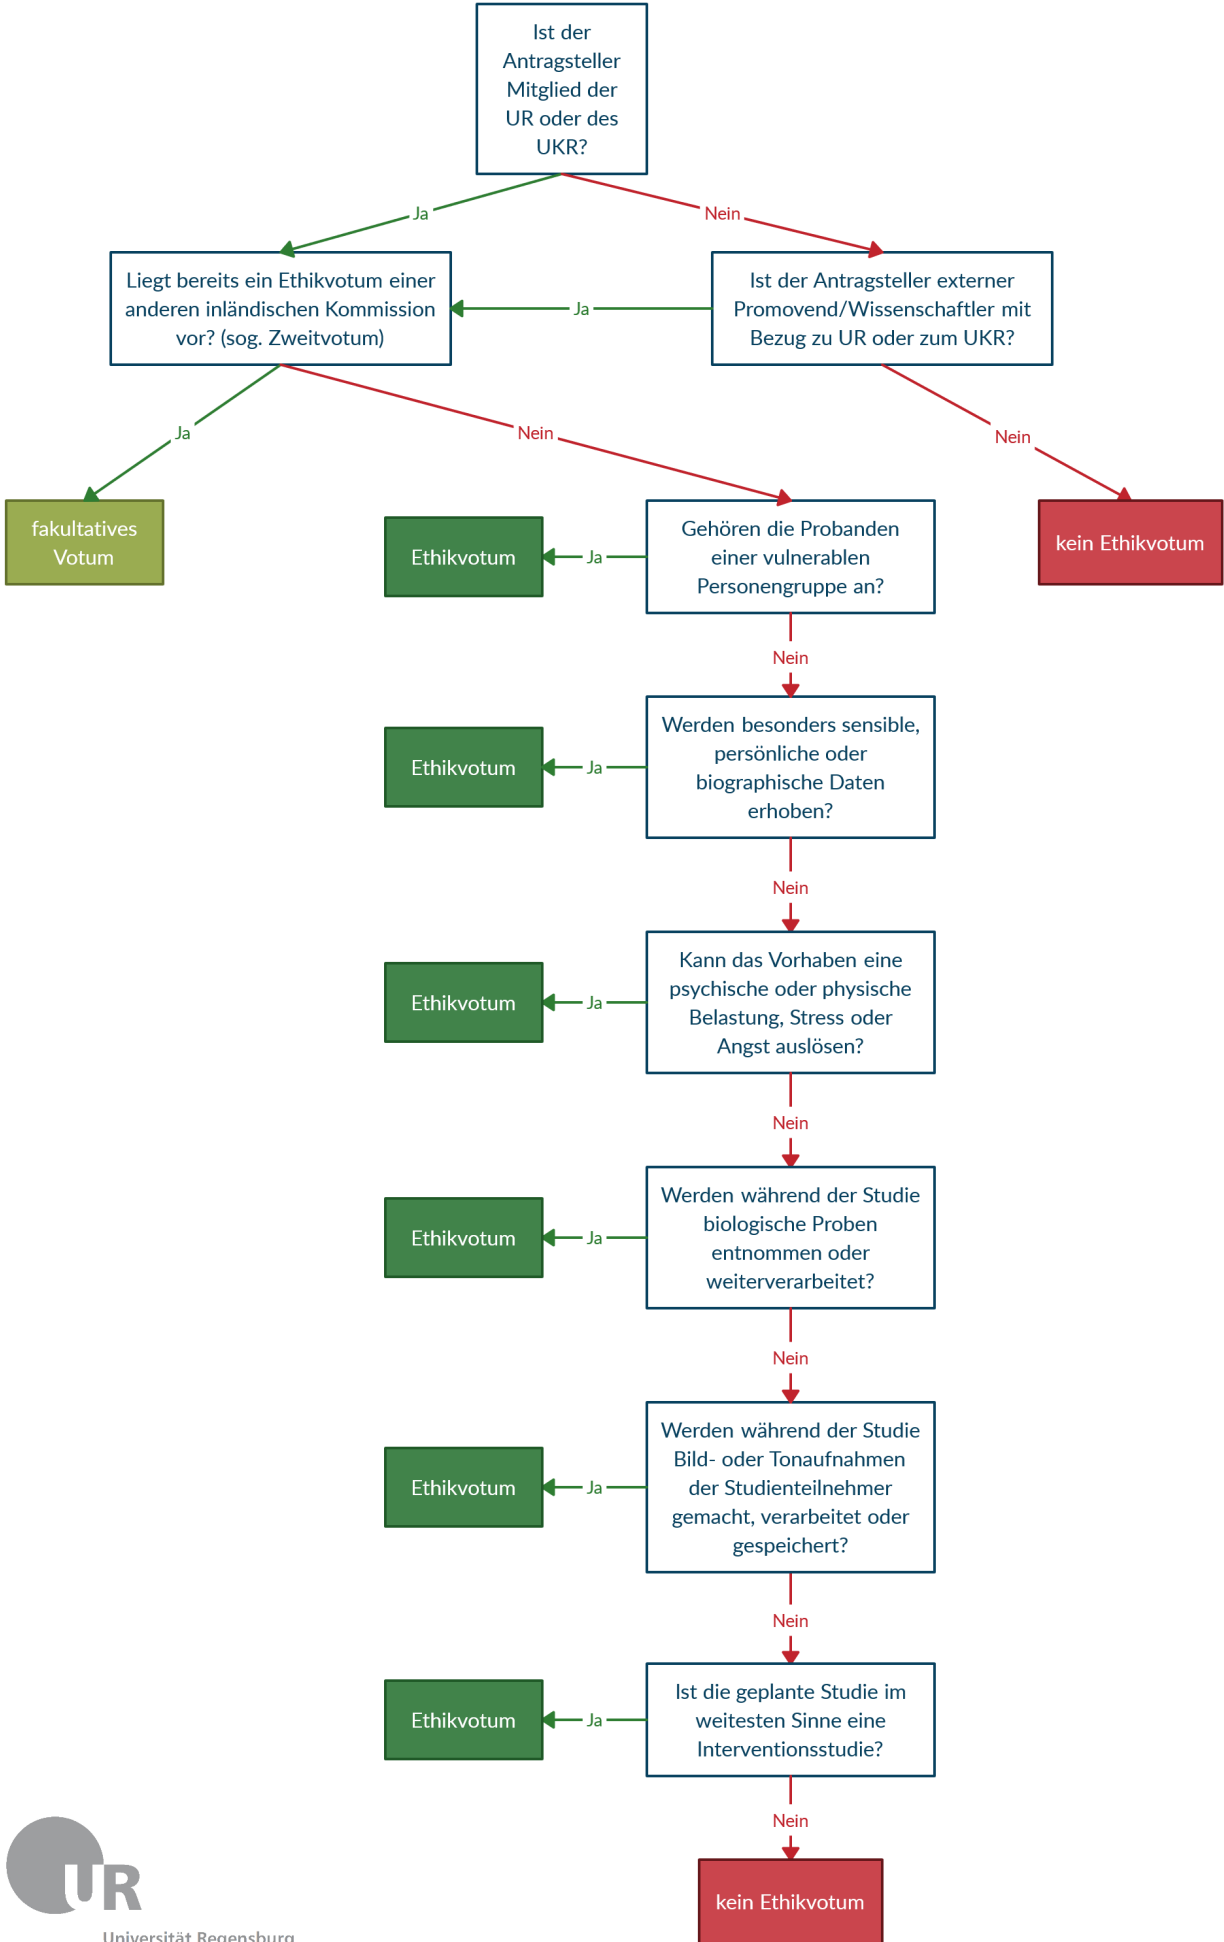 Ist der
Antragsteller
Mitglied der
UR oder des
UKR?
Ja
Nein
Liegt bereits ein Ethikvotum einer
anderen inländischen Kommission
vor? (sog. Zweitvotum)
Ja
Ist der Antragsteller externer
Promovend/Wissenschaftler mit
Bezug zu UR oder zum UKR?
Ja
Nein
Nein
fakultatives
Votum
Ethikvotum
Ja
Gehören die Probanden
einer vulnerablen
Personengruppe an?
kein Ethikvotum
Nein
Ethikvotum
Ja
Werden besonders sensible,
persönliche oder
biographische Daten
erhoben?
Nein
Ethikvotum
Ja
Kann das Vorhaben eine
psychische oder physische
Belastung, Stress oder
Angst auslösen?
Nein
Ethikvotum
Ja
Werden während der Studie
biologische Proben
entnommen oder
weiterverarbeitet?
Nein
Ethikvotum
Ja
Werden während der Studie
Bild- oder Tonaufnahmen
der Studienteilnehmer
gemacht, verarbeitet oder
gespeichert?
Nein
Ethikvotum
Ja
Ist die geplante Studie im
weitesten Sinne eine
Interventionsstudie?
Nein
kein Ethikvotum
UR
Universität Regensburg